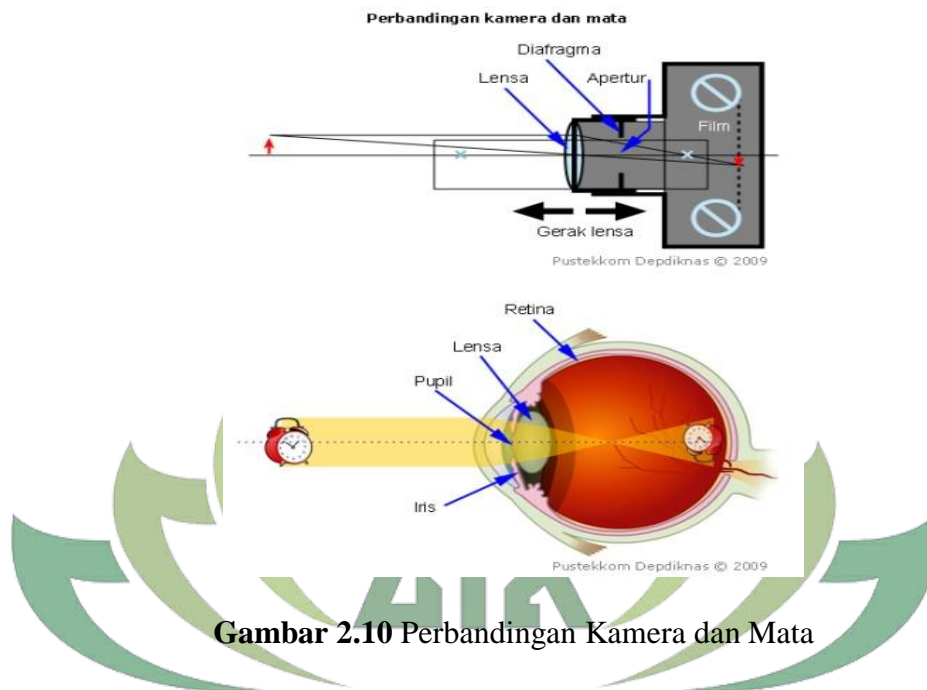 Perbandingan kamera dan mata
Diafragma
Lensa
Apertur
Film
Gerak lensa
Pustekkom Depdiknas © 2009
Retina
Lensa
Pupil
Iris
Pustekkom Depdiknas © 2009
Gambar 2.10 Perbandingan Kamera dan Mata